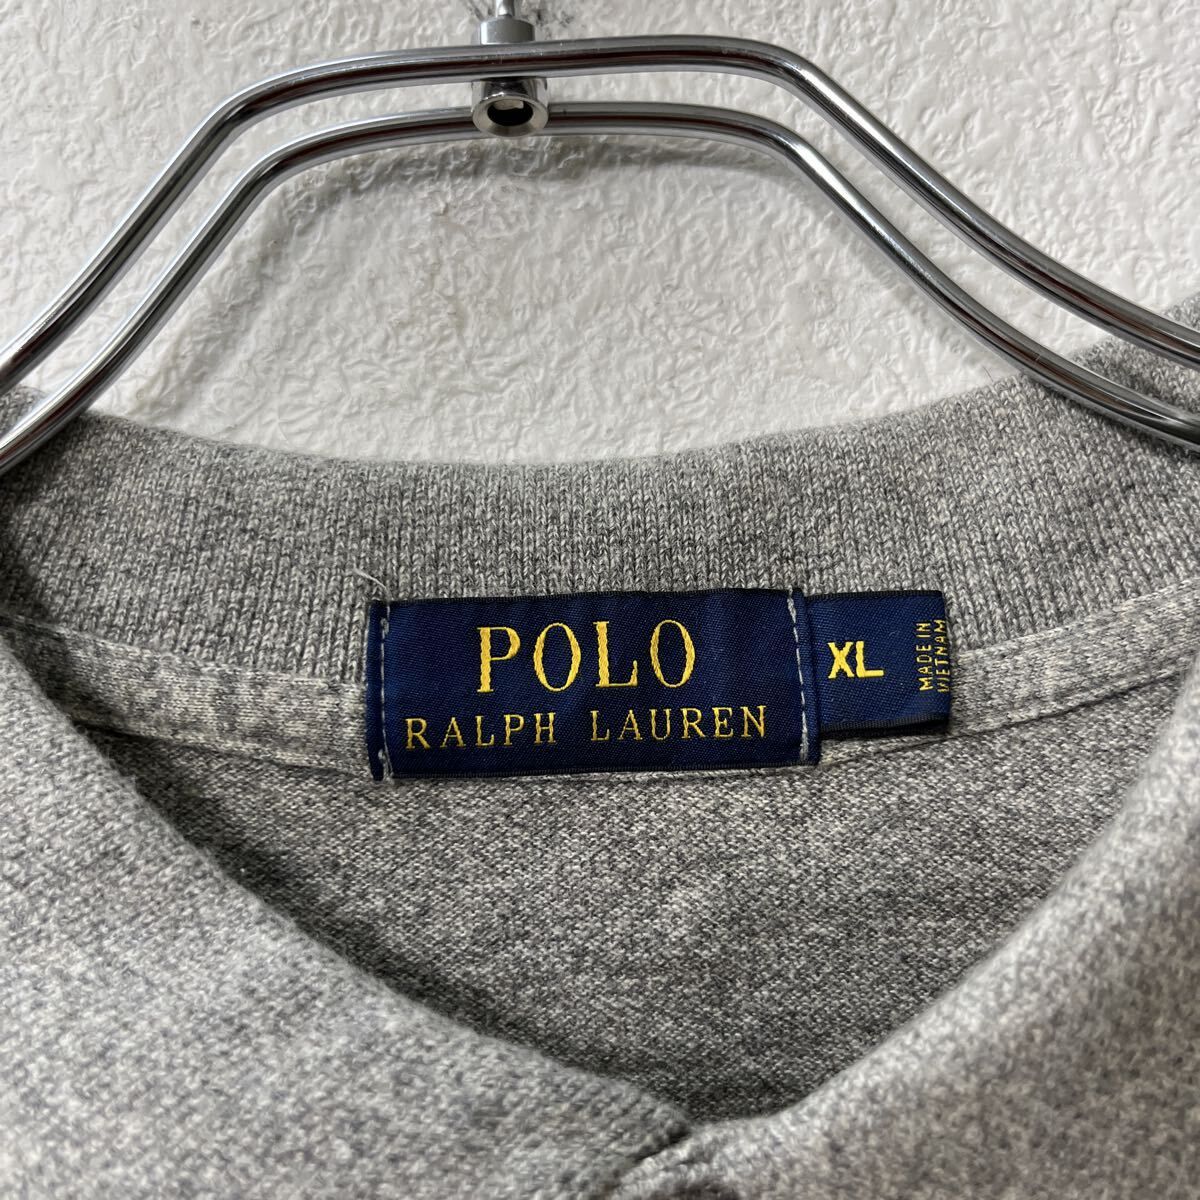 POLO
RALPH LAUREN
XL
MADE IN
VIETNAM